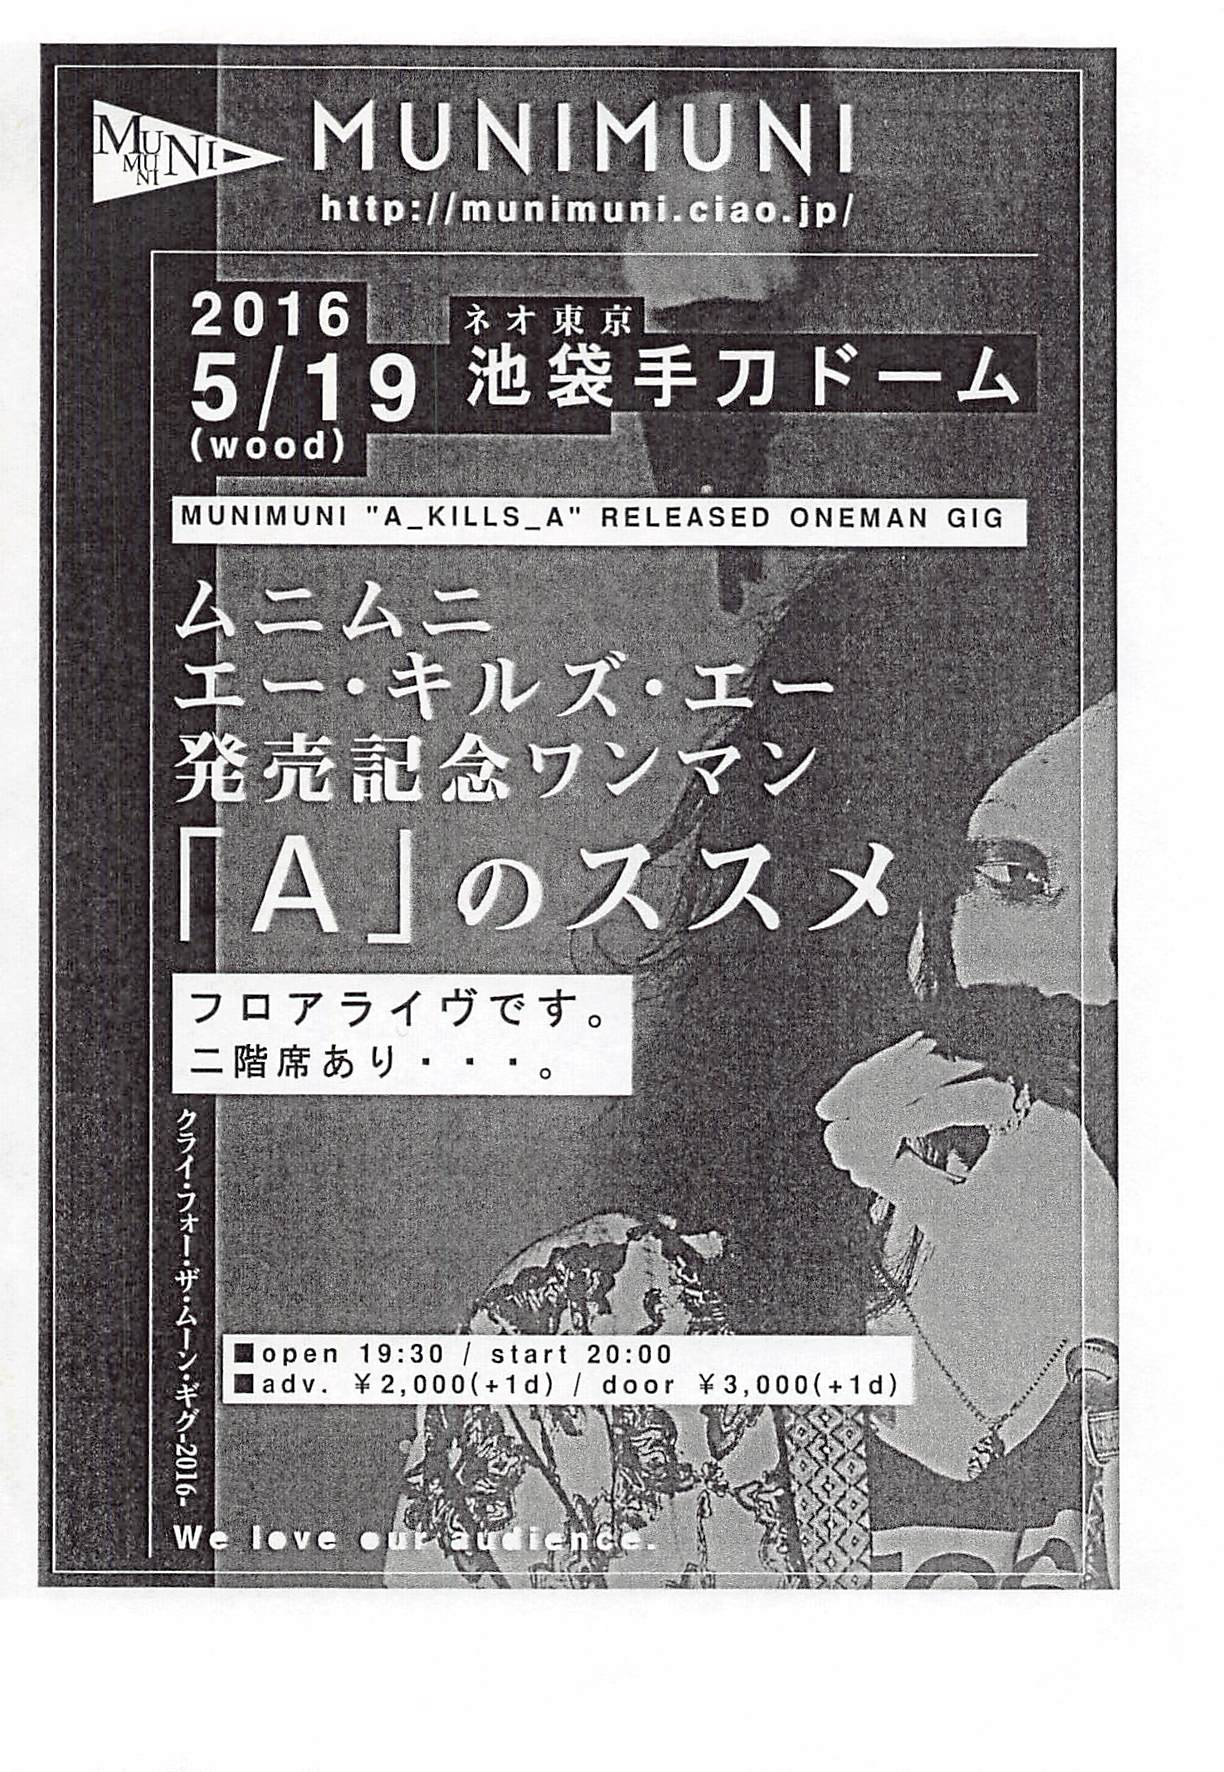 MUNIMUNI
MUNIMUNI
http://munimuni.ciao.jp/
2016
5/19
(wood)
ネオ東京
池袋手刀ドーム
MUNIMUNI "A_KILLS_A" RELEASED ONEMAN GIG
ムニムニ
エー・キルズ・エー
発売記念ワンマン
「A」のススメ
フロアライヴです。
二階席あり・・・。
クライ・フォー・ザ・ムーン・ギグ-2016-
■open 19:30 / start 20:00
■adv. ¥2,000(+1d) / door ¥3,000(+1d)
We love our audience.